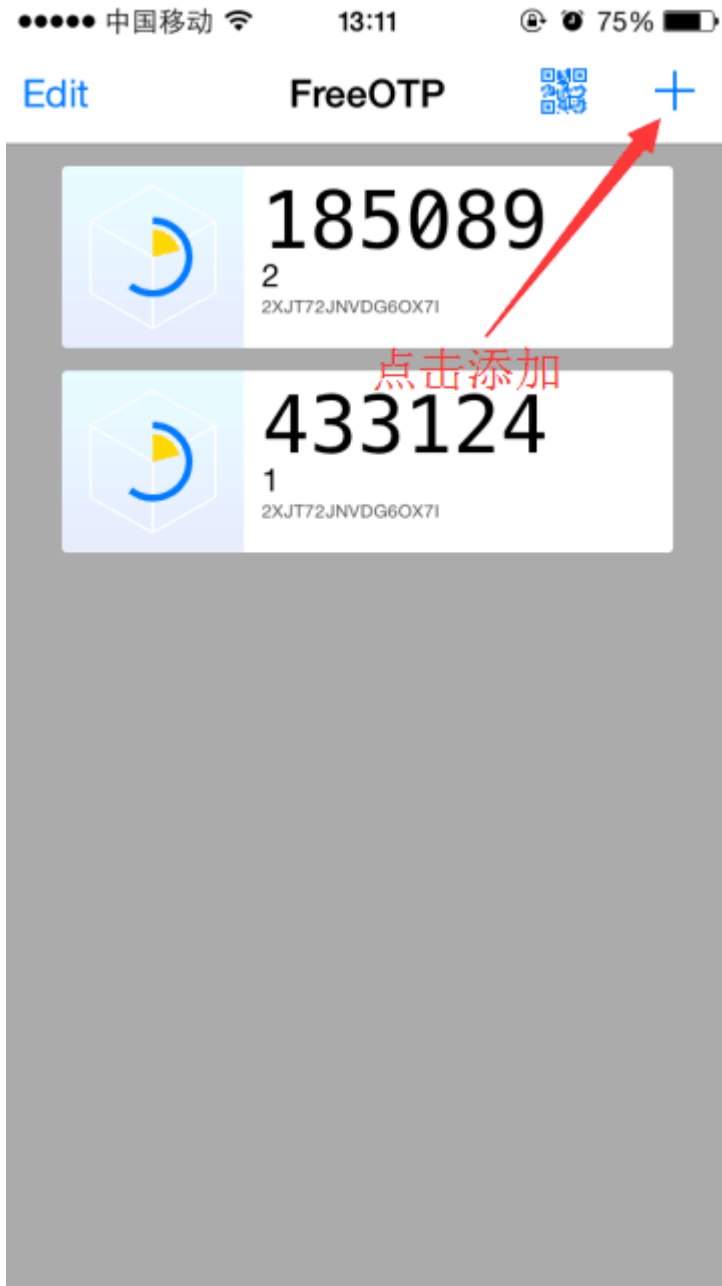 中国移动 13:11 75%
Edit FreeOTP
185089
2
2XJT72JNVDG6OX7I
点击添加
433124
1
2XJT72JNVDG6OX7I